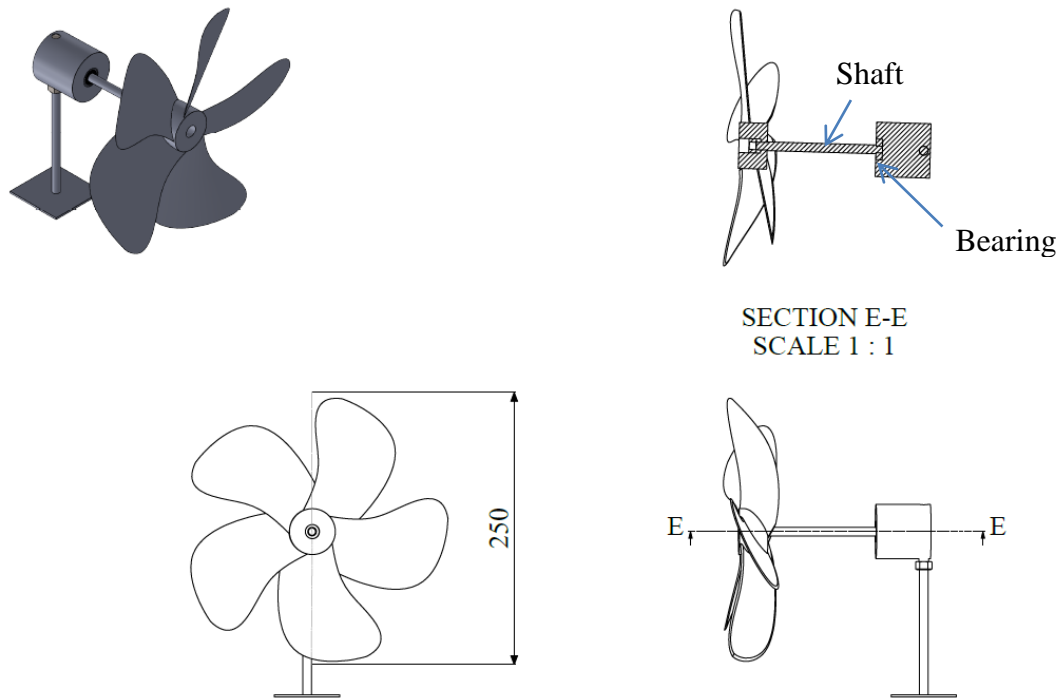 Shaft
Bearing
SECTION E-E
SCALE 1 : 1
250
E
E